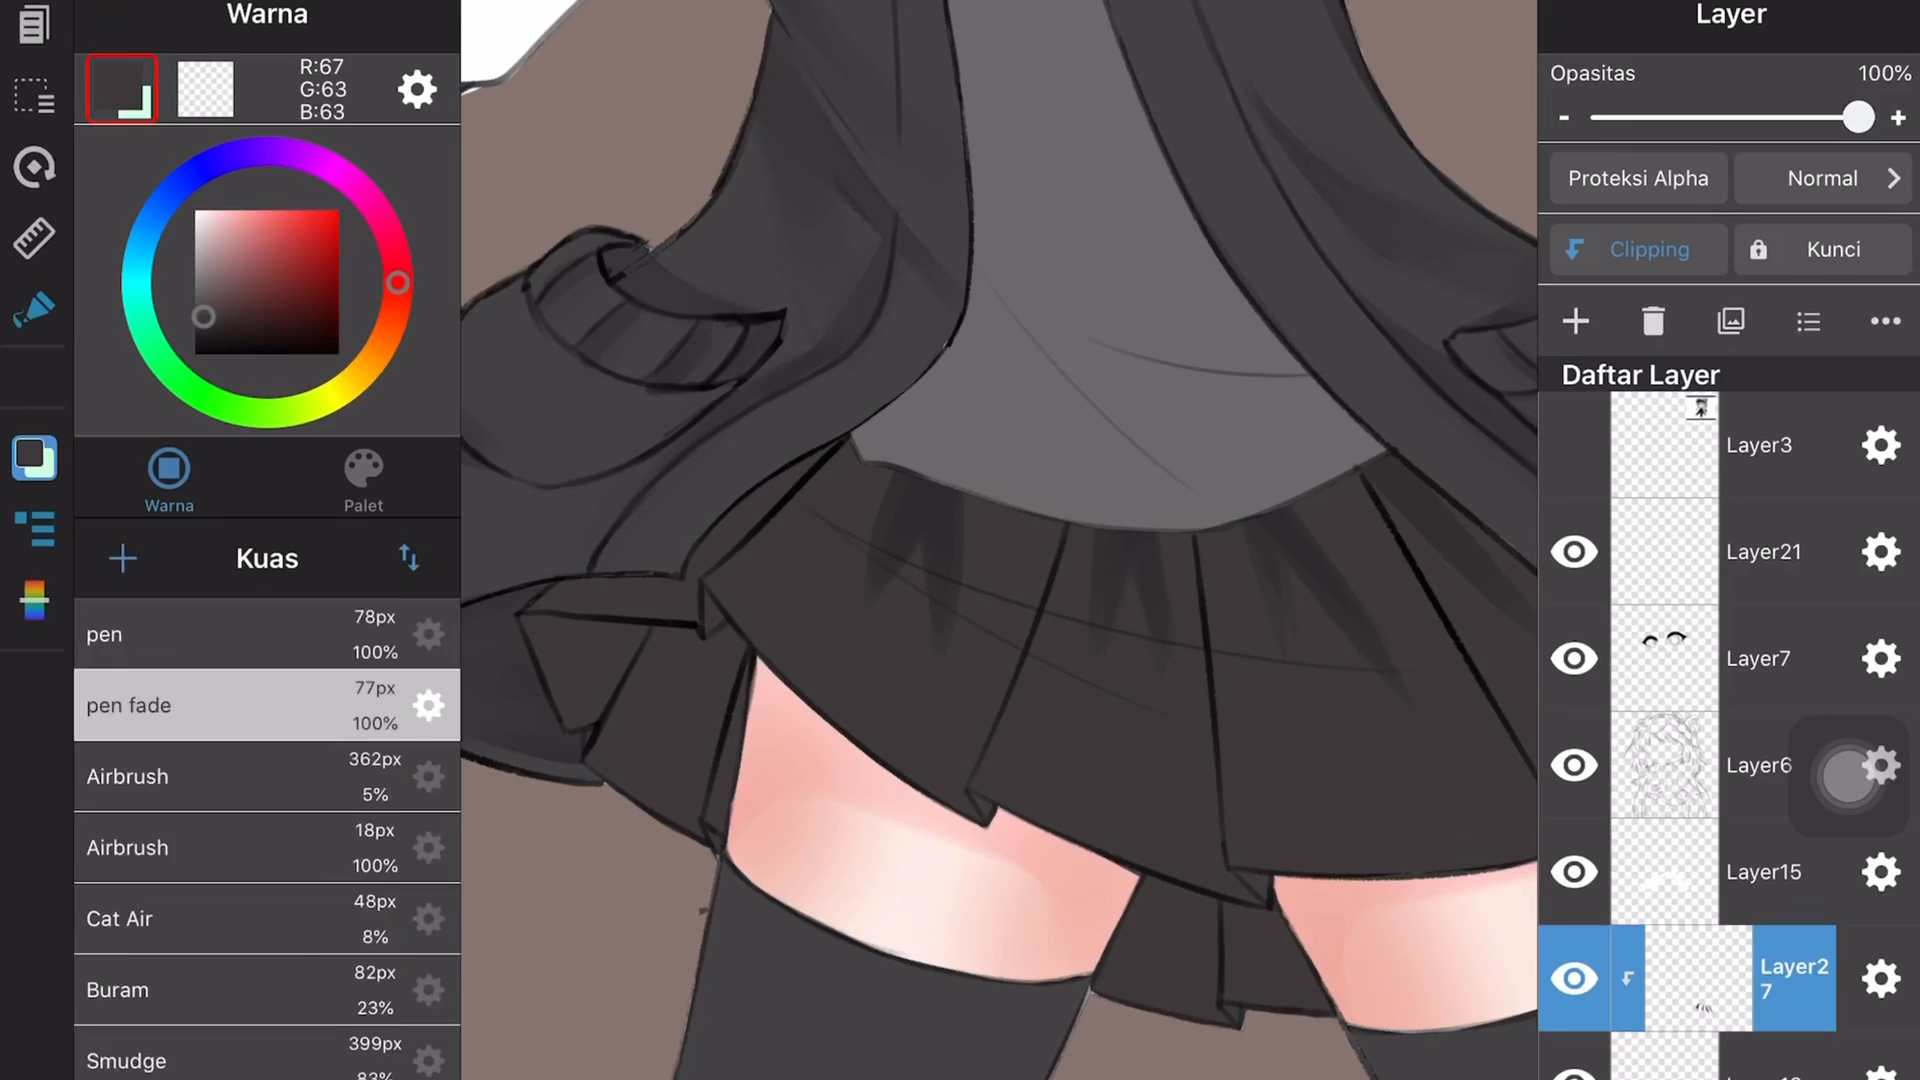 Warna
R:67
G:63
B:63
Warna
Palet
Kuas
pen
78px
100%
pen fade
77px
100%
Airbrush
362px
5%
Airbrush
18px
100%
Cat Air
48px
8%
Buram
82px
23%
Smudge
399px
83%
Layer
Opasitas
100%
Proteksi Alpha
Normal
Clipping
Kunci
Daftar Layer
Layer3
Layer21
Layer7
Layer6
Layer15
Layer2
7